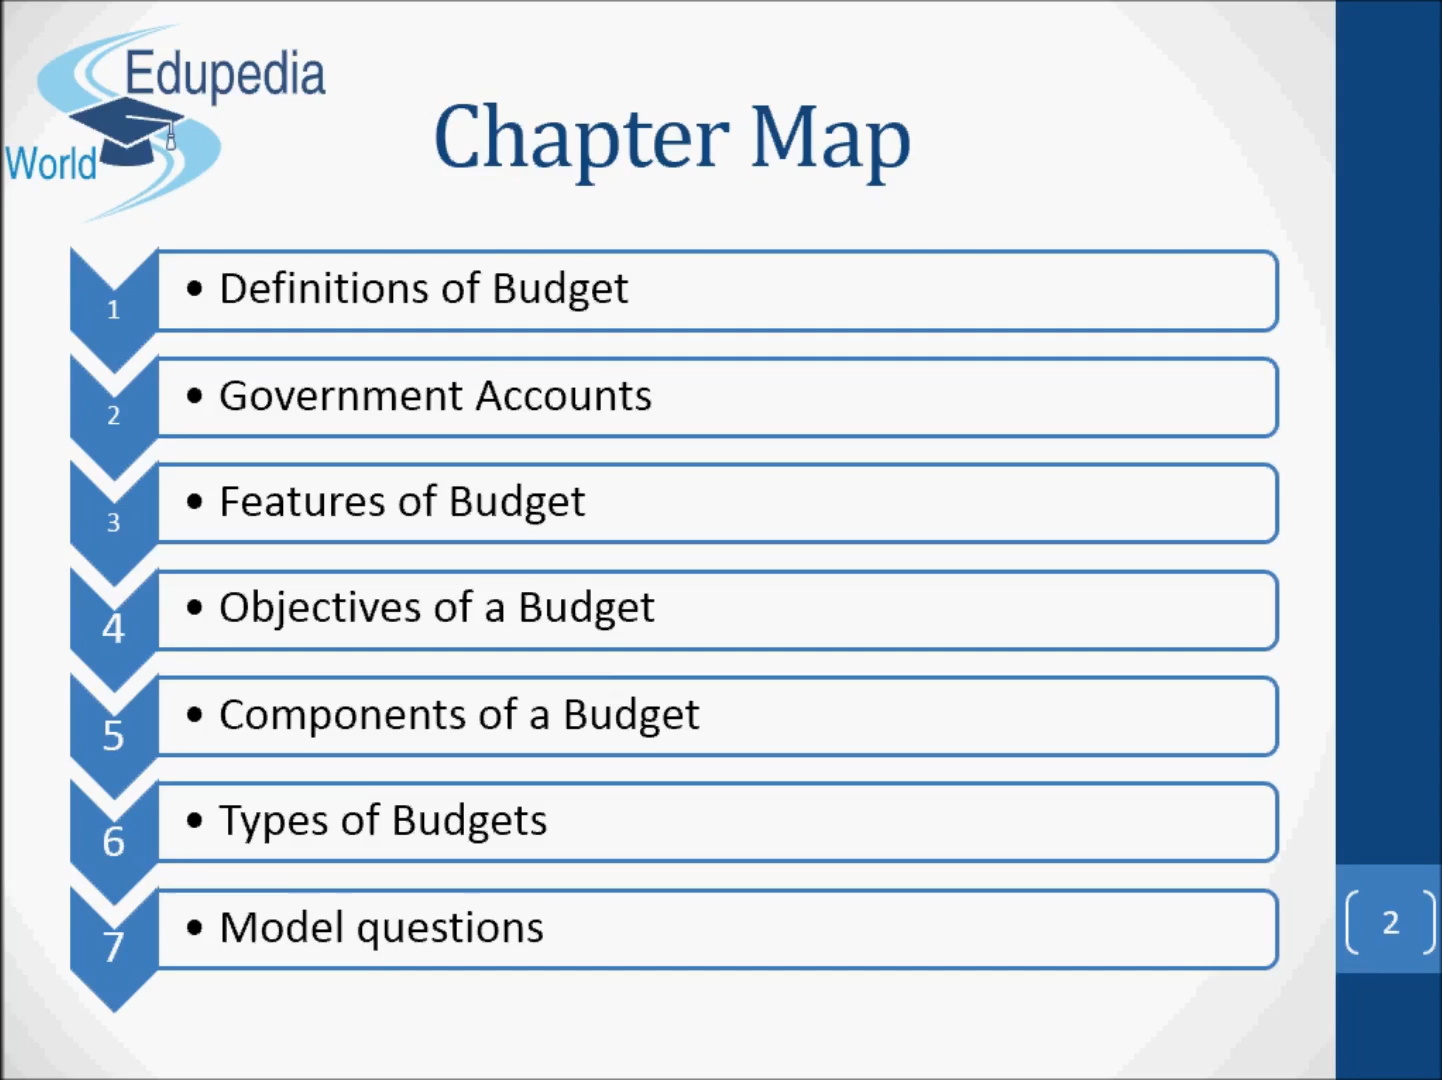 Edupedia
World
Chapter Map
1
• Definitions of Budget
2
• Government Accounts
3
• Features of Budget
4
• Objectives of a Budget
5
• Components of a Budget
6
• Types of Budgets
7
• Model questions
2